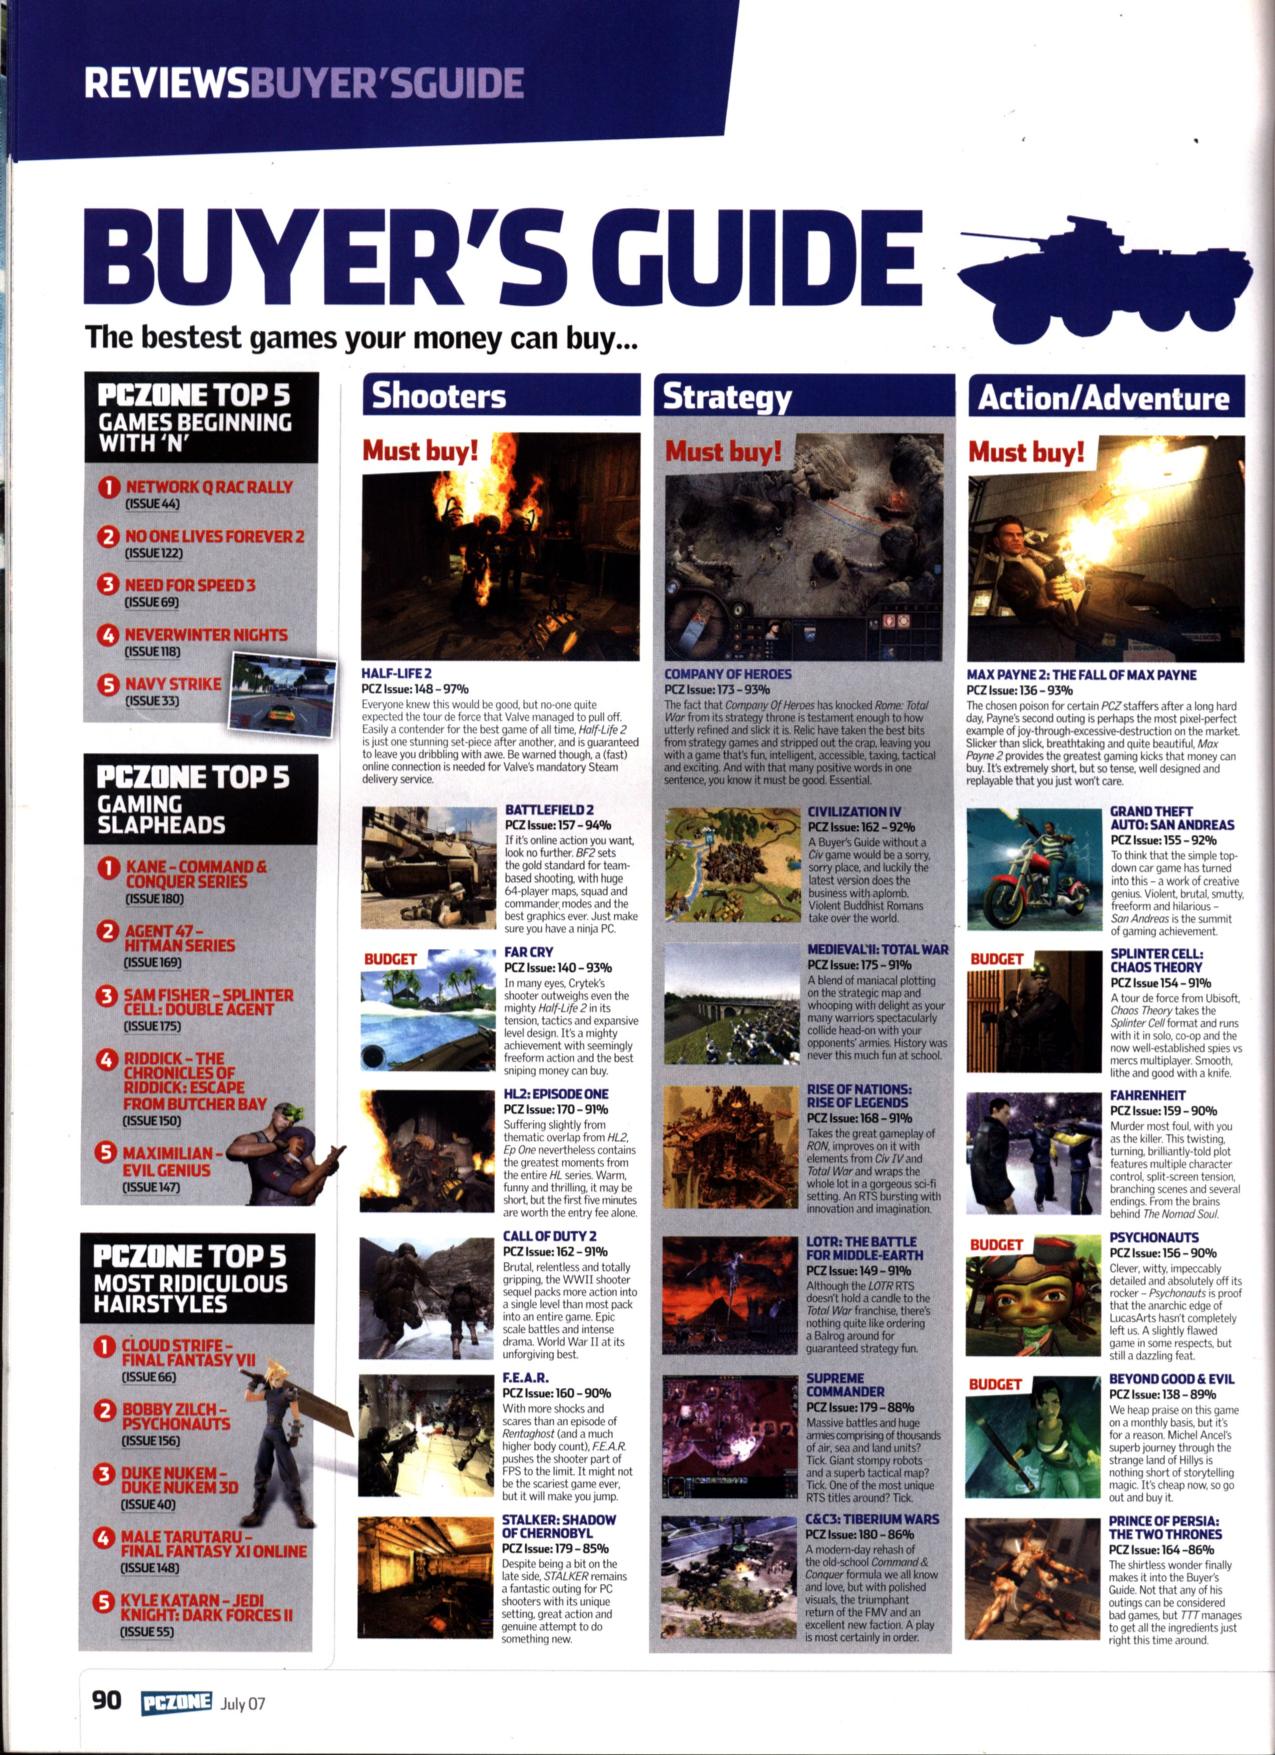 REVIEWSBUYER'SGUIDE
BUYER'S GUIDE
The bestest games your money can buy...
PCZONE TOP 5
GAMES BEGINNING
WITH 'N'
1 NETWORK Q RAC RALLY
(ISSUE 44)
2 NO ONE LIVES FOREVER 2
(ISSUE 122)
3 NEED FOR SPEED 3
(ISSUE 69)
4 NEVERWINTER NIGHTS
(ISSUE 118)
5 NAVY STRIKE
(ISSUE 33)
PCZONE TOP 5
GAMING
SLAPHEADS
1 KANE – COMMAND &
CONQUER SERIES
(ISSUE 180)
2 AGENT 47 –
HITMAN SERIES
(ISSUE 169)
3 SAM FISHER – SPLINTER
CELL: DOUBLE AGENT
(ISSUE 175)
4 RIDDICK – THE
CHRONICLES OF
RIDDICK: ESCAPE
FROM BUTCHER BAY
(ISSUE 150)
5 MAXIMILIAN –
EVIL GENIUS
(ISSUE 147)
PCZONE TOP 5
MOST RIDICULOUS
HAIRSTYLES
1 CLOUD STRIFE –
FINAL FANTASY VII
(ISSUE 66)
2 BOBBY ZILCH –
PSYCHONAUTS
(ISSUE 156)
3 DUKE NUKEM –
DUKE NUKEM 3D
(ISSUE 40)
4 MALE TARUTARU –
FINAL FANTASY XI ONLINE
(ISSUE 148)
5 KYLE KATARN – JEDI
KNIGHT: DARK FORCES II
(ISSUE 55)
Shooters
Must buy!
HALF-LIFE 2
PCZ Issue: 148 – 97%
Everyone knew this would be good, but no-one quite
expected the tour de force that Valve managed to pull off.
Easily a contender for the best game of all time, Half-Life 2
is just one stunning set-piece after another, and is guaranteed
to leave you dribbling with awe. Be warned though, a (fast)
online connection is needed for Valve's mandatory Steam
delivery service.
BATTLEFIELD 2
PCZ Issue: 157 – 94%
If it's online action you want,
look no further. BF2 sets
the gold standard for team-
based shooting, with huge
64-player maps, squad and
commander modes and the
best graphics ever. Just make
sure you have a ninja PC.
BUDGET
FAR CRY
PCZ Issue: 140 – 93%
In many eyes, Crytek's
shooter outweighs even the
mighty Half-Life 2 in its
tension, tactics and expansive
level design. It's a mighty
achievement with seemingly
freeform action and the best
sniping money can buy.
HL2: EPISODE ONE
PCZ Issue: 170 – 91%
Suffering slightly from
thematic overlap from HL2,
Ep One nevertheless contains
the greatest moments from
the entire HL series. Warm,
funny and thrilling, it may be
short, but the first five minutes
are worth the entry fee alone.
CALL OF DUTY 2
PCZ Issue: 162 – 91%
Brutal, relentless and totally
gripping, the WWII shooter
sequel packs more action into
a single level than most pack
into an entire game. Epic
scale battles and intense
drama. World War II at its
unforgiving best.
F.E.A.R.
PCZ Issue: 160 – 90%
With more shocks and
scares than an episode of
Rentaghost (and a much
higher body count), F.E.A.R.
pushes the shooter part of
FPS to the limit. It might not
be the scariest game ever,
but it will make you jump.
STALKER: SHADOW
OF CHERNOBYL
PCZ Issue: 179 – 85%
Despite being a bit on the
late side, STALKER remains
a fantastic outing for PC
shooters with its unique
setting, great action and
genuine attempt to do
something new.
Strategy
Must buy!
COMPANY OF HEROES
PCZ Issue: 173 – 93%
The fact that Company Of Heroes has knocked Rome: Total
War from its strategy throne is testament enough to how
utterly refined and slick it is. Relic have taken the best bits
from strategy games and stripped out the crap, leaving you
with a game that's fun, intelligent, accessible, taxing, tactical
and exciting. And with that many positive words in one
sentence, you know it must be good. Essential.
CIVILIZATION IV
PCZ Issue: 162 – 92%
A Buyer's Guide without a
Civ game would be a sorry,
sorry place, and luckily the
latest version does the
business with aplomb.
Violent Buddhist Romans
take over the world.
MEDIEVAL II: TOTAL WAR
PCZ Issue: 175 – 91%
A blend of maniacal plotting
on the strategic map and
whooping with delight as your
many warriors spectacularly
collide head-on with your
opponents' armies. History was
never this much fun at school.
RISE OF NATIONS:
RISE OF LEGENDS
PCZ Issue: 168 – 91%
Takes the great gameplay of
RON, improves on it with
elements from Civ IV and
Total War and wraps the
whole lot in a gorgeous sci-fi
setting. An RTS bursting with
innovation and imagination.
LOTR: THE BATTLE
FOR MIDDLE-EARTH
PCZ Issue: 149 – 91%
Although the LOTR RTS
doesn't hold a candle to the
Total War franchise, there's
nothing quite like ordering
a Balrog around for
guaranteed strategy fun.
SUPREME
COMMANDER
PCZ Issue: 179 – 88%
Massive battles and huge
armies comprising of thousands
of air, sea and land units?
Tick. Giant stompy robots
and a superb tactical map?
Tick. One of the most unique
RTS titles around? Tick.
C&C3: TIBERIUM WARS
PCZ Issue: 180 – 86%
A modern-day rehash of
the old-school Command &
Conquer formula we all know
and love, but with polished
visuals, the triumphant
return of the FMV and an
excellent new faction. A play
is most certainly in order.
Action/Adventure
Must buy!
MAX PAYNE 2: THE FALL OF MAX PAYNE
PCZ Issue: 136 – 93%
The chosen poison for certain PCZ staffers after a long hard
day, Payne's second outing is perhaps the most pixel-perfect
example of joy-through-excessive-destruction on the market.
Slicker than slick, breathtaking and quite beautiful, Max
Payne 2 provides the greatest gaming kicks that money can
buy. It's extremely short, but so tense, well designed and
replayable that you just won't care.
GRAND THEFT
AUTO: SAN ANDREAS
PCZ Issue: 155 – 92%
To think that the simple top-
down car game has turned
into this – a work of creative
genius. Violent, brutal, smutty,
freeform and hilarious –
San Andreas is the summit
of gaming achievement.
BUDGET
SPLINTER CELL:
CHAOS THEORY
PCZ Issue 154 – 91%
A tour de force from Ubisoft,
Chaos Theory takes the
Splinter Cell format and runs
with it in solo, co-op and the
now well-established spies vs
mercs multiplayer. Smooth,
lithe and good with a knife.
FAHRENHEIT
PCZ Issue: 159 – 90%
Murder most foul, with you
as the killer. This twisting,
turning, brilliantly-told plot
features multiple character
control, split-screen tension,
branching scenes and several
endings. From the brains
behind The Nomad Soul.
BUDGET
PSYCHONAUTS
PCZ Issue: 156 – 90%
Clever, witty, impeccably
detailed and absolutely off its
rocker – Psychonauts is proof
that the anarchic edge of
LucasArts hasn't completely
left us. A slightly flawed
game in some respects, but
still a dazzling feat.
BUDGET
BEYOND GOOD & EVIL
PCZ Issue: 138 – 89%
We heap praise on this game
on a monthly basis, but it's
for a reason. Michel Ancel's
superb journey through the
strange land of Hillys is
nothing short of storytelling
magic. It's cheap now, so go
out and buy it.
PRINCE OF PERSIA:
THE TWO THRONES
PCZ Issue: 164 –86%
The shirtless wonder finally
makes it into the Buyer's
Guide. Not that any of his
outings can be considered
bad games, but TTT manages
to get all the ingredients just
right this time around.
90 PCZONE July 07